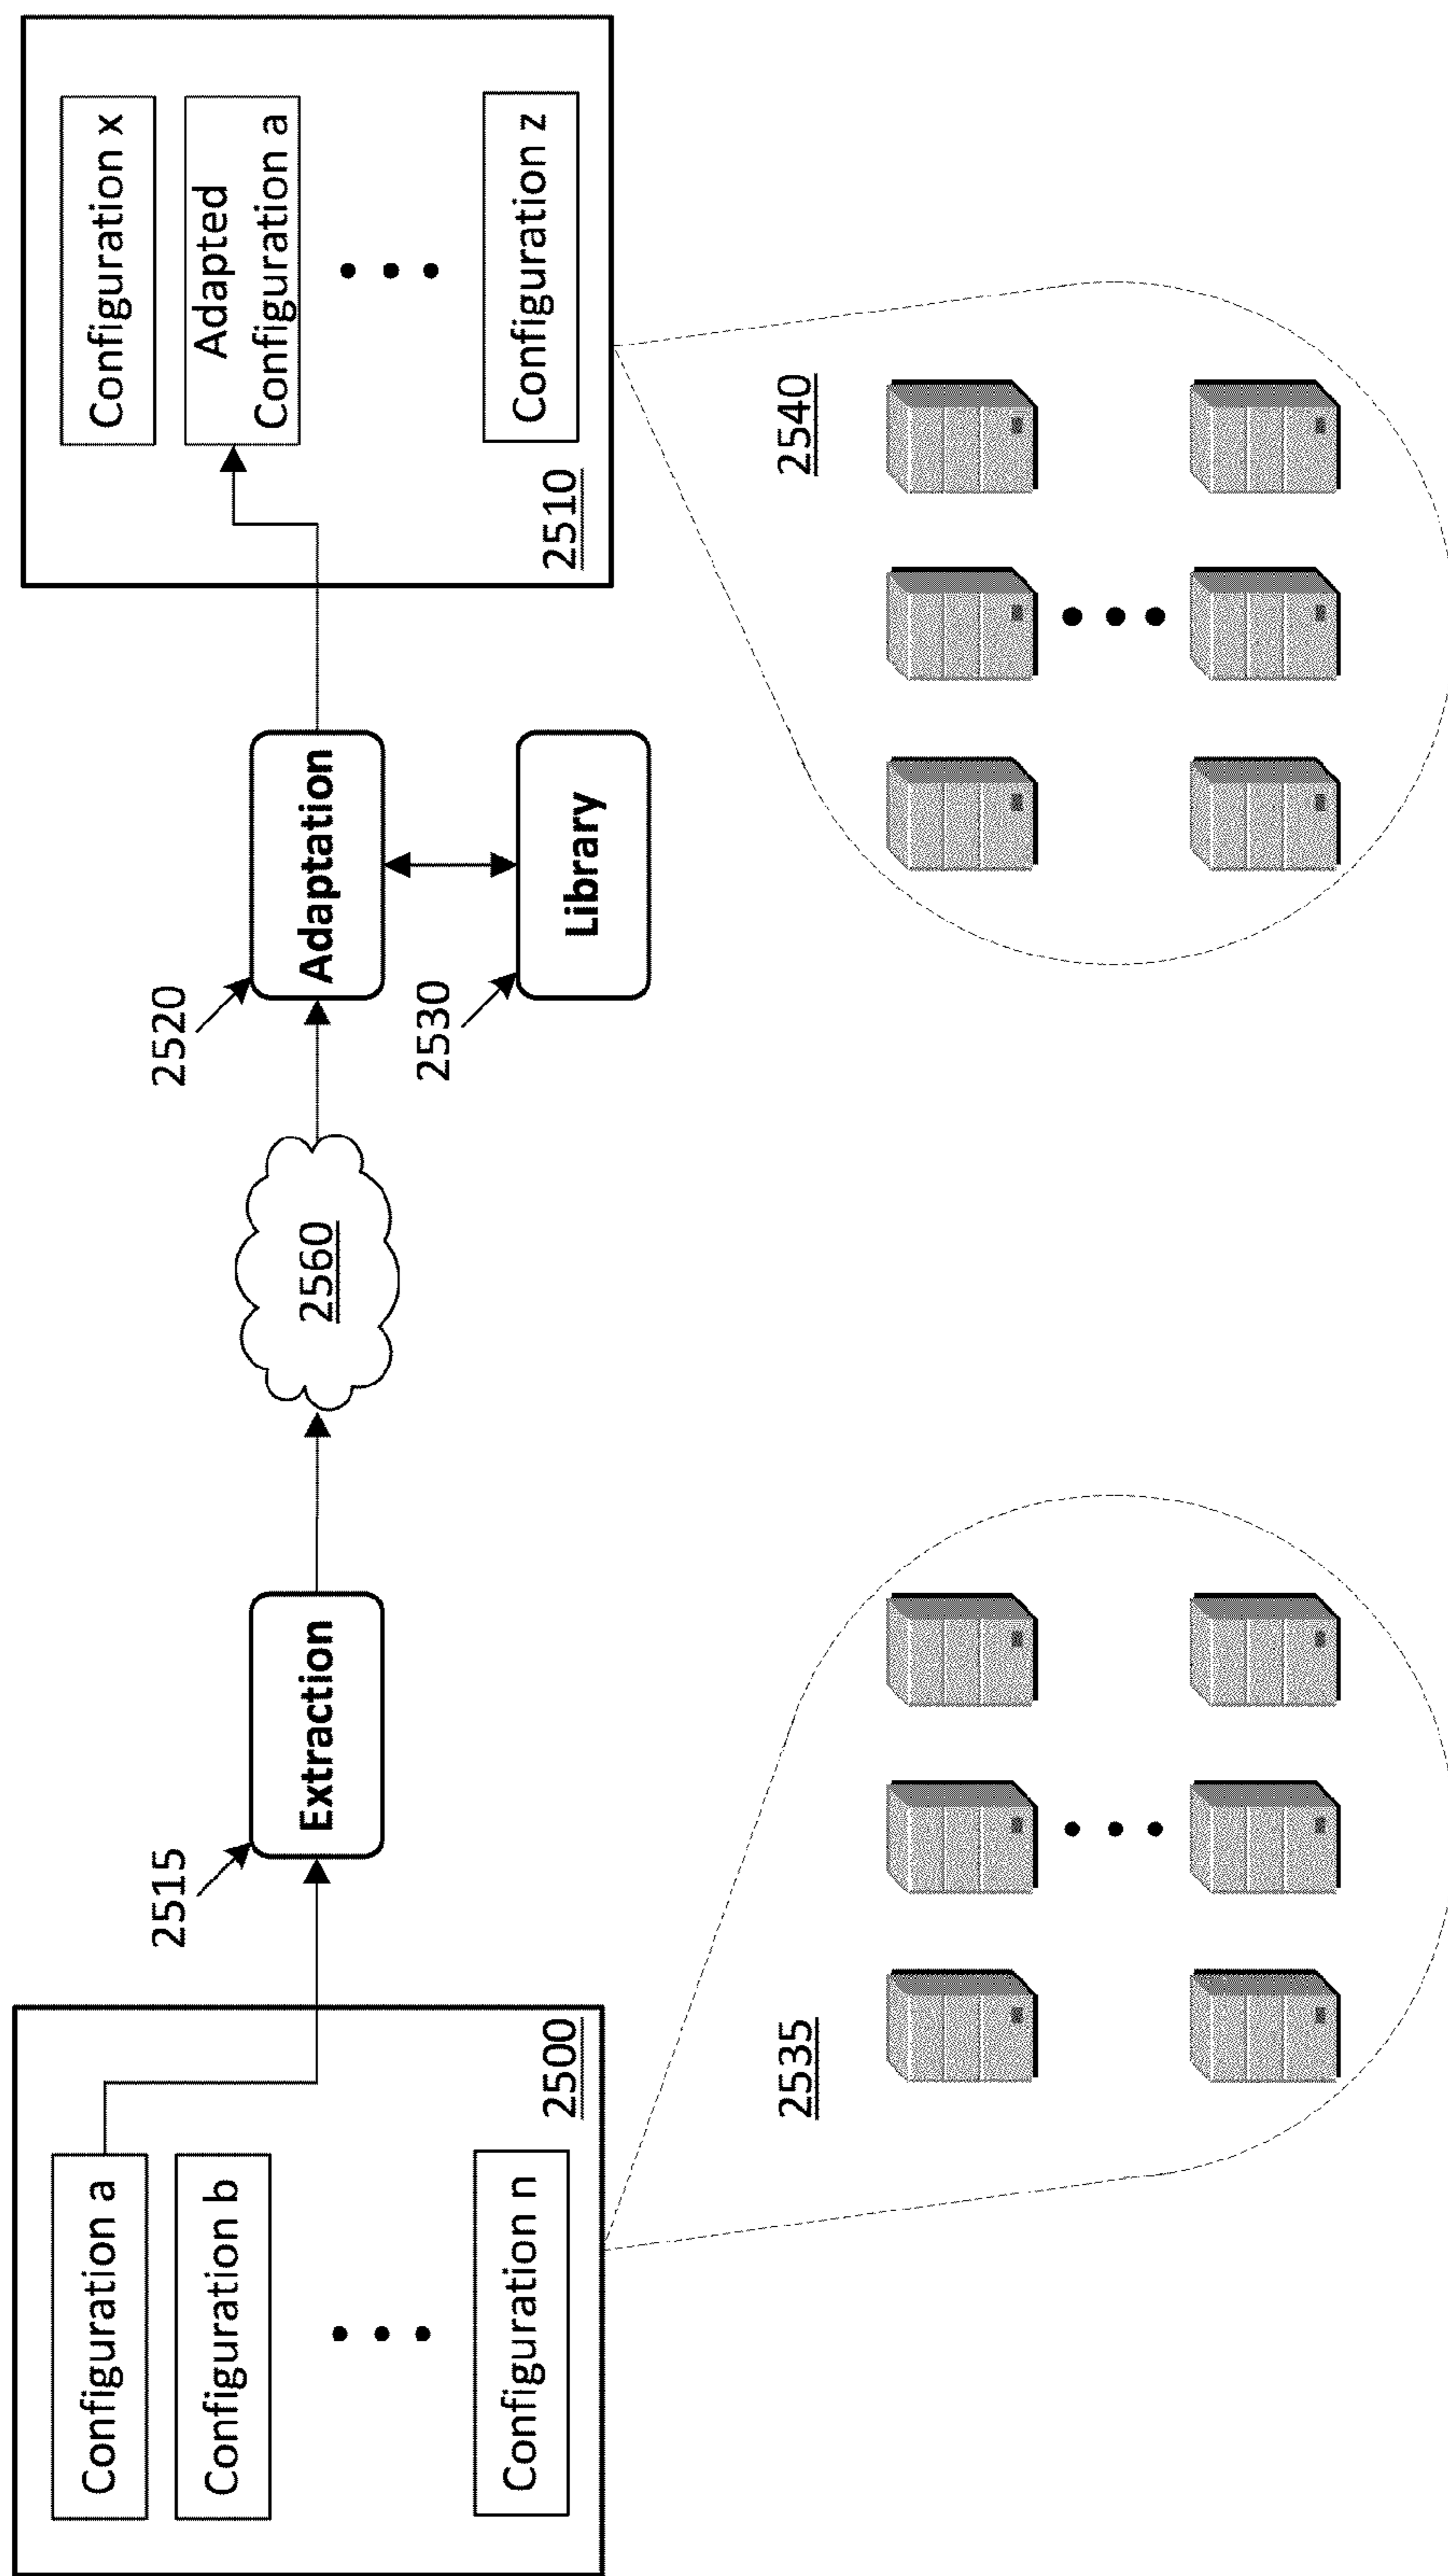 Configuration a
Configuration b
Configuration n
2500
2515
Extraction
2560
2520
Adaptation
2530
Library
Configuration x
Adapted
Configuration a
Configuration z
2510
2535
2540